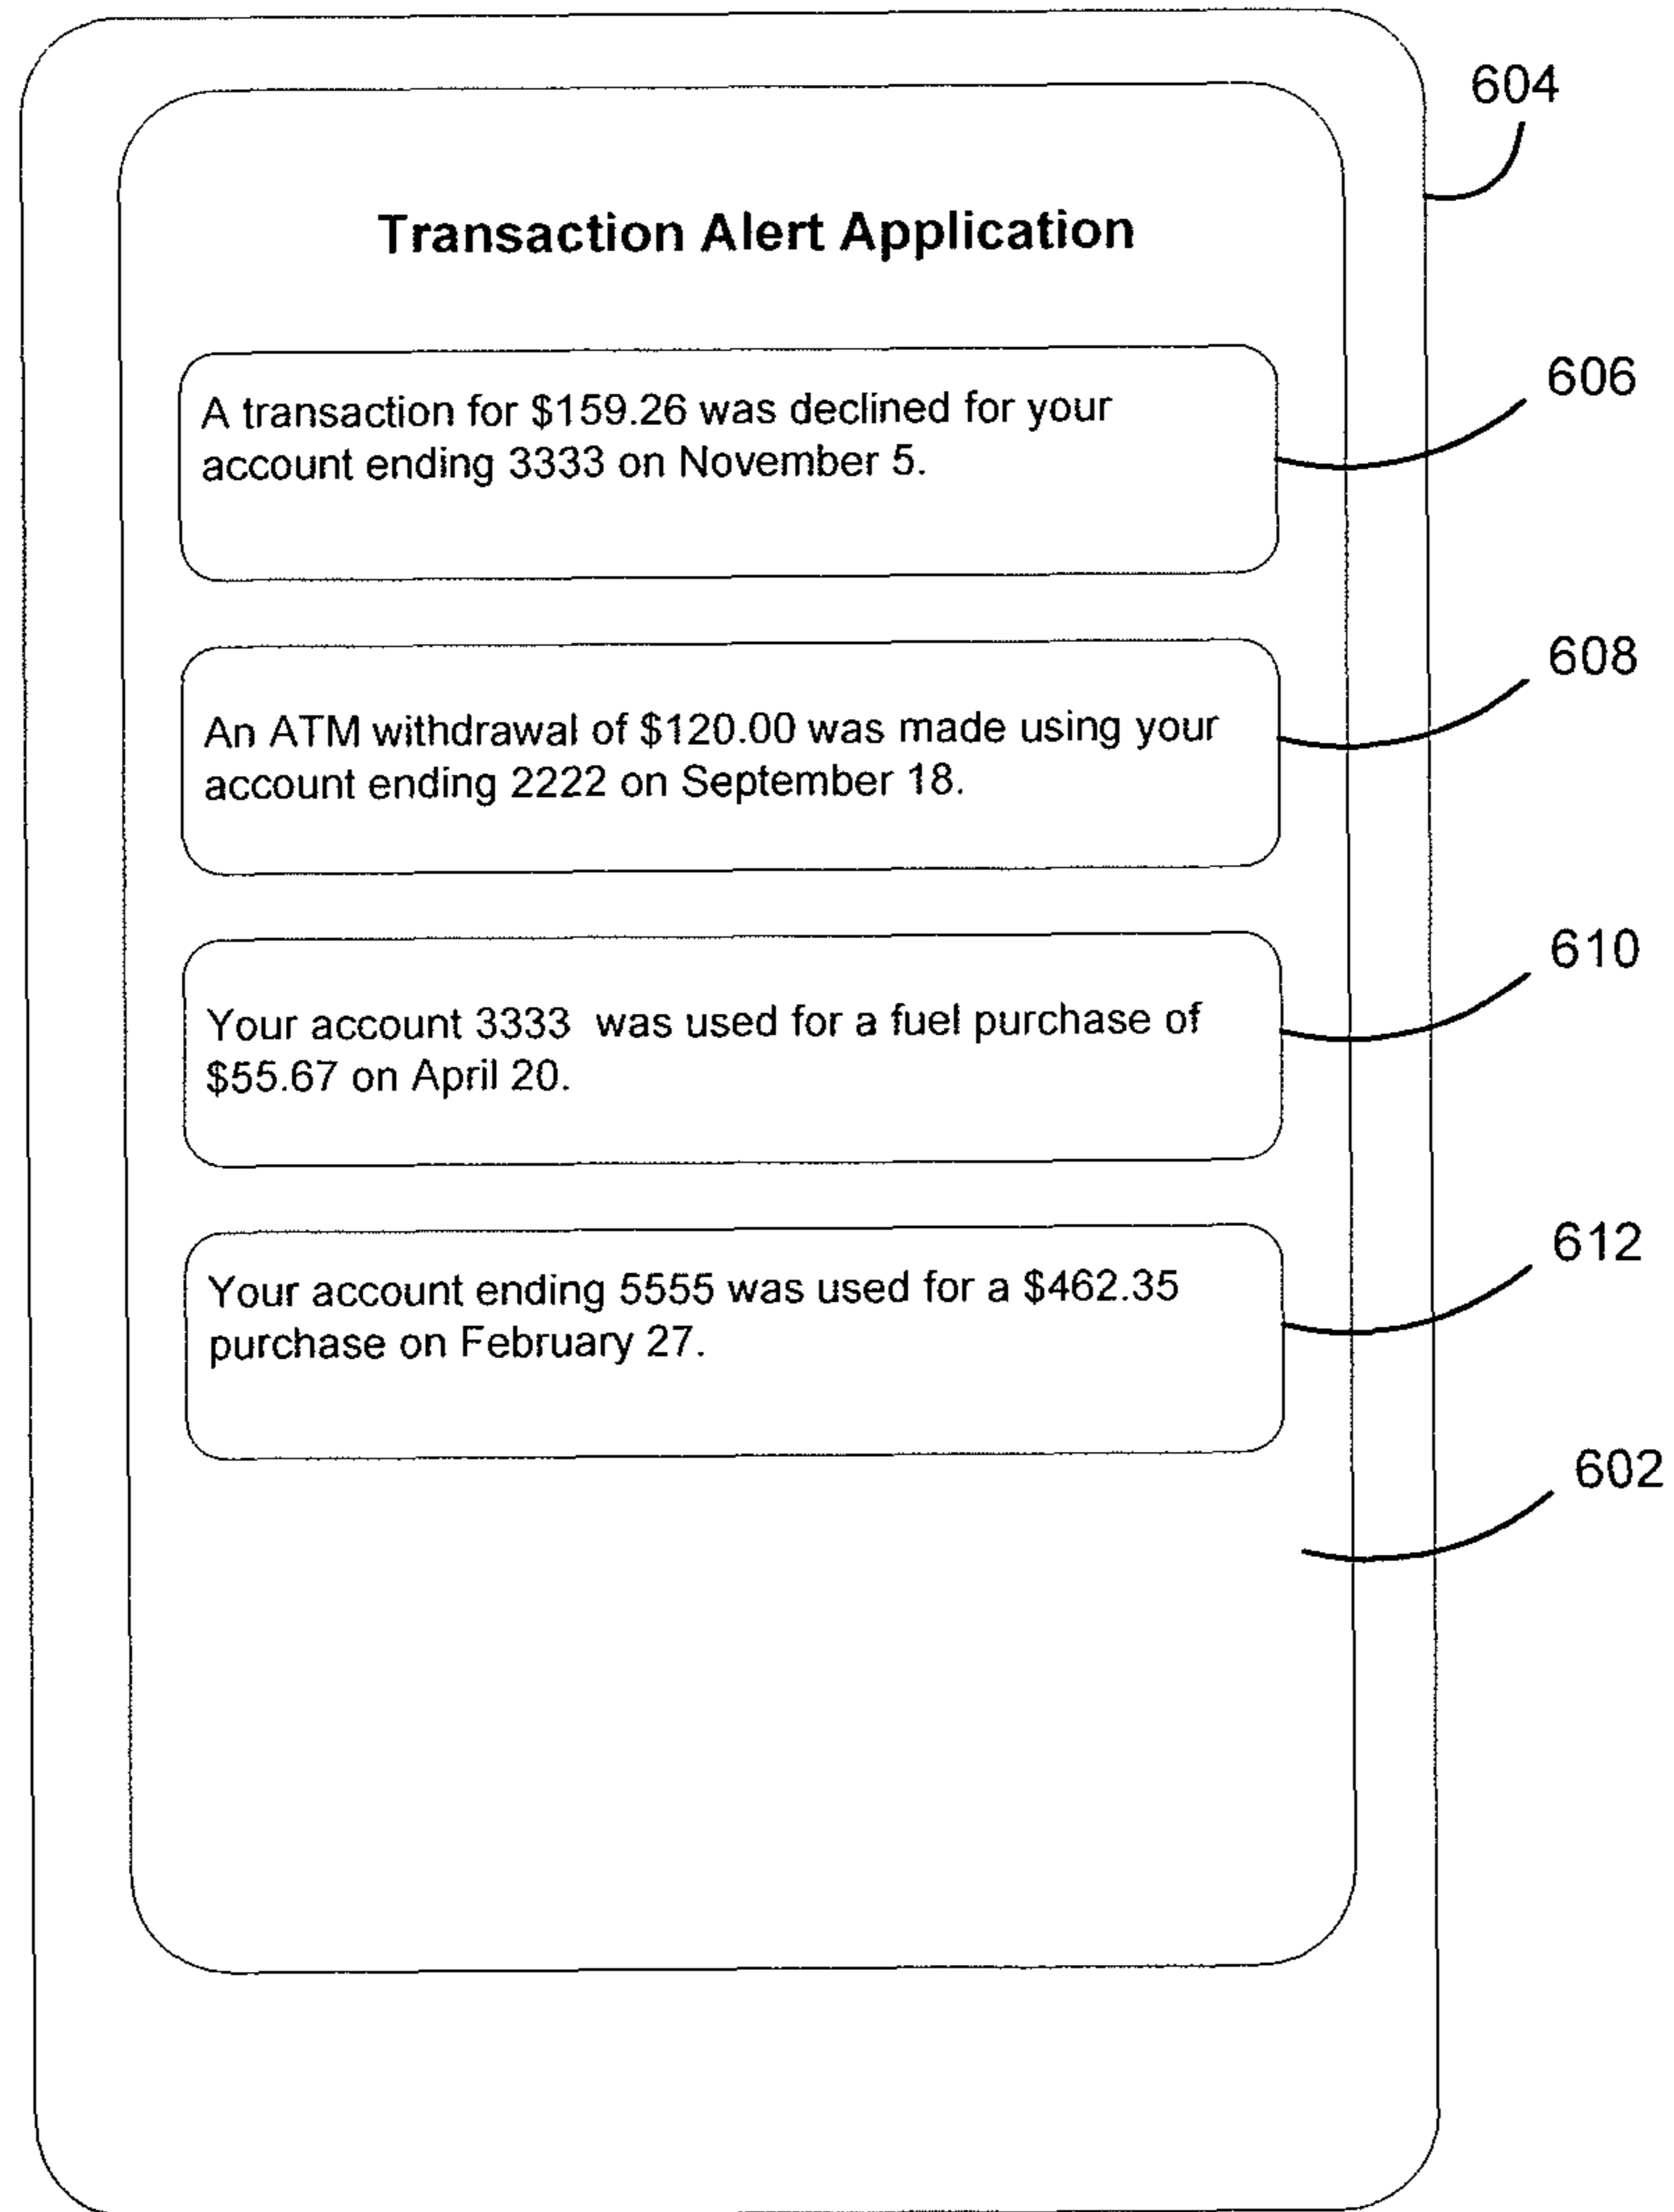 604
Transaction Alert Application
606
A transaction for $159.26 was declined for your
account ending 3333 on November 5.
608
An ATM withdrawal of $120.00 was made using your
account ending 2222 on September 18.
610
Your account 3333  was used for a fuel purchase of
$55.67 on April 20.
612
Your account ending 5555 was used for a $462.35
purchase on February 27.
602